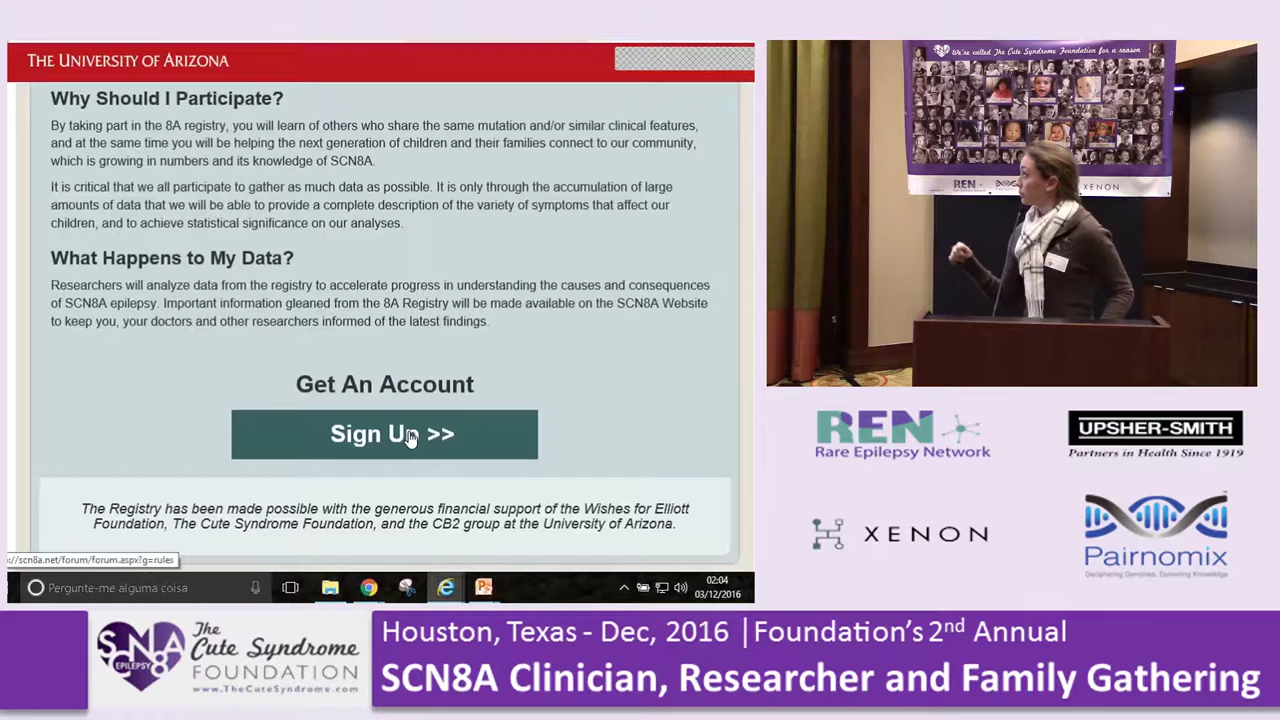 THE UNIVERSITY OF ARIZONA
Why Should I Participate?
By taking part in the 8A registry, you will learn of others who share the same mutation and/or similar clinical features,
and at the same time you will be helping the next generation of children and their families connect to our community,
which is growing in numbers and its knowledge of SCN8A.
It is critical that we all participate to gather as much data as possible. It is only through the accumulation of large
amounts of data that we will be able to provide a complete description of the variety of symptoms that affect our
children, and to achieve statistical significance on our analyses.
What Happens to My Data?
Researchers will analyze data from the registry to accelerate progress in understanding the causes and consequences
of SCN8A epilepsy. Important information gleaned from the 8A Registry will be made available on the SCN8A Website
to keep you, your doctors and other researchers informed of the latest findings.
Get An Account
Sign Up >>
The Registry has been made possible with the generous financial support of the Wishes for Elliott
Foundation, The Cute Syndrome Foundation, and the CB2 group at the University of Arizona.
://scn8a.net/forum/forum.aspx?g=rules
Pergunte-me alguma coisa
02:04
03/12/2016
We're called The Cute Syndrome Foundation for a reason
REN
XENON
REN
Rare Epilepsy Network
UPSHER-SMITH
Partners in Health Since 1919
XENON
Pairnomix
Deciphering Genomes, Delivering Knowledge
SCN8A
EPILEPSY
The
Cute Syndrome
FOUNDATION
www.TheCuteSyndrome.com
Houston, Texas - Dec, 2016 | Foundation's 2nd Annual
SCN8A Clinician, Researcher and Family Gathering